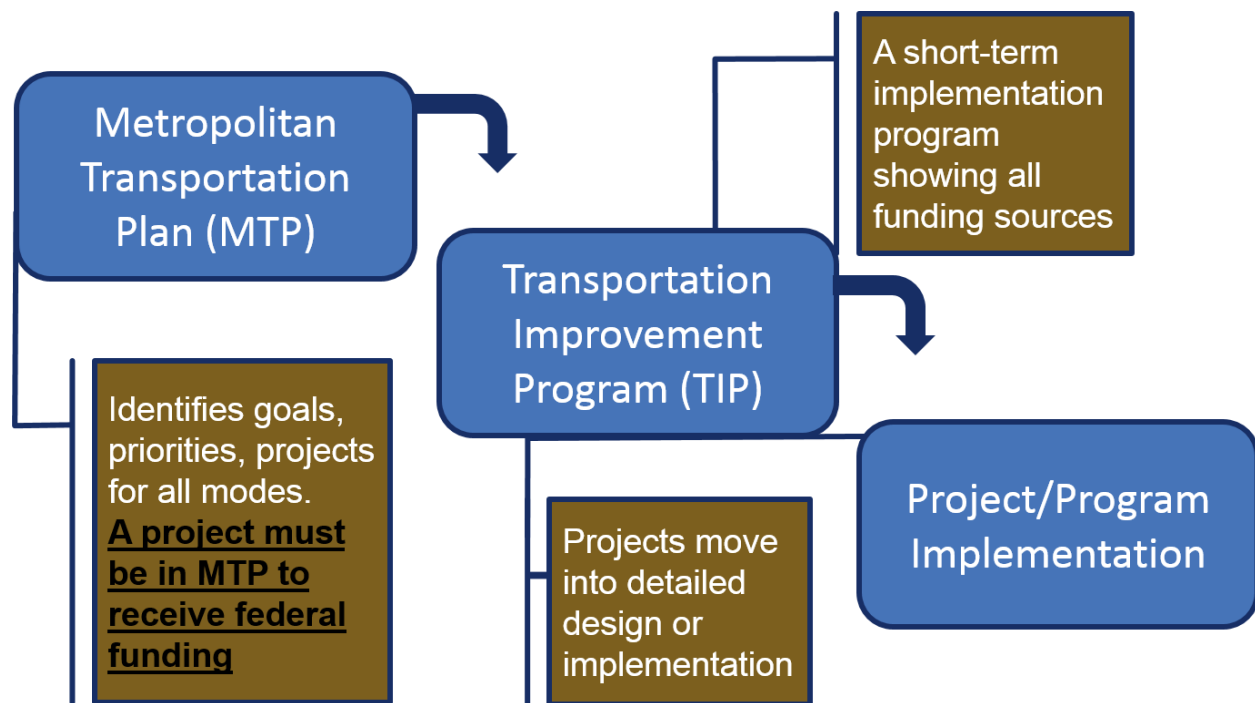 Metropolitan
Transportation
Plan (MTP)
Identifies goals,
priorities, projects
for all modes.
A project must
be in MTP to
receive federal
funding
A short-term
implementation
program
showing all
funding sources
Transportation
Improvement
Program (TIP)
Projects move
into detailed
design or
implementation
Project/Program
Implementation